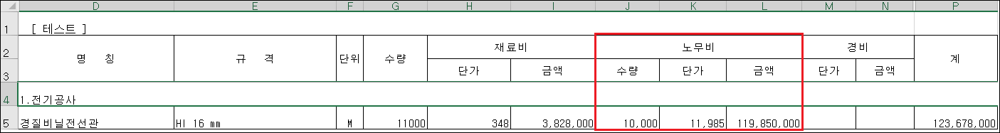 D E F G H I J K L M N P
1 [ 테스트 ]
2 명 칭 규 격 단위 수량 재료비 노무비 경비 계
3 단가 금액 수량 단가 금액 단가 금액
4 1.전기공사
5 경질비닐전선관 HI 16 mm M 11000 348 3,828,000 10,000 11,985 119,850,000 123,678,000